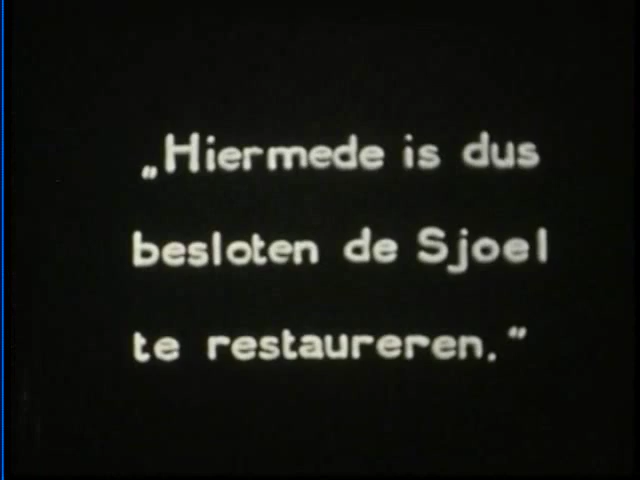 „Hiermede is dus
besloten de Sjoel
te restaureren.“